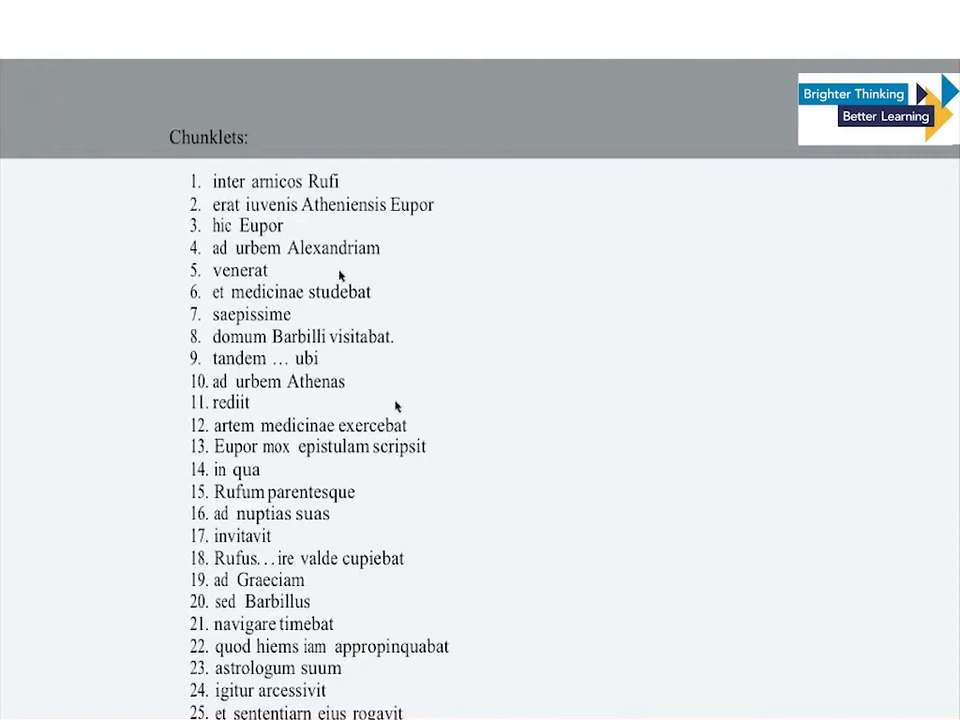 Brighter Thinking
Better Learning
Chunklets:
1. inter arnicos Rufi
2. erat iuvenis Atheniensis Eupor
3. hic Eupor
4. ad urbem Alexandriam
5. venerat
6. et medicinae studebat
7. saepissime
8. domum Barbilli visitabat.
9. tandem ... ubi
10. ad urbem Athenas
11. rediit
12. artem medicinae exercebat
13. Eupor mox epistulam scripsit
14. in qua
15. Rufum parentesque
16. ad nuptias suas
17. invitavit
18. Rufus...ire valde cupiebat
19. ad Graeciam
20. sed Barbillus
21. navigare timebat
22. quod hiems iam appropinquabat
23. astrologum suum
24. igitur arcessivit
25. et sententiarn eius rogavit